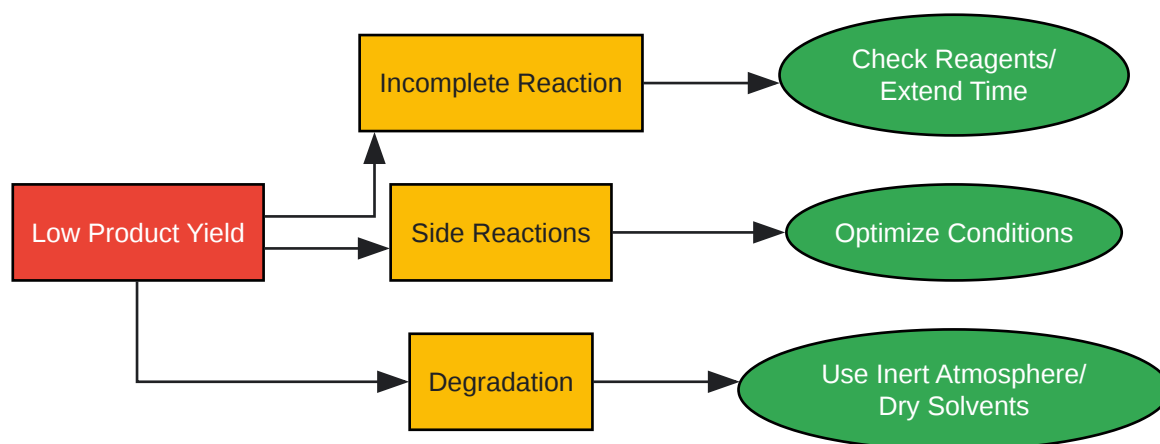 Low Product Yield
Incomplete Reaction
Check Reagents/
Extend Time
Side Reactions
Optimize Conditions
Degradation
Use Inert Atmosphere/
Dry Solvents